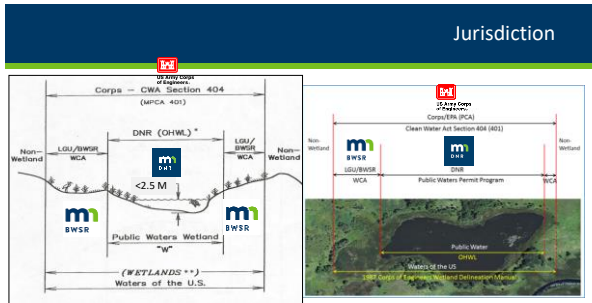 Jurisdiction
US Army Corps
of Engineers.
Corps – CWA Section 404
(MPCA 401)
DNR (OHWL) *
Non-
Wetland
LGU/BWSR
WCA
LGU/
BWSR
WCA
Non-
Wetland
DNR
<2.5 M
BWSR
BWSR
Public Waters Wetland
"W"
(WETLANDS **)
Waters of the U.S.
US Army Corps
of Engineers
Corps/EPA (PCA)
Clean Water Act Section 404 (401)
Non-
Wetland
BWSR
DNR
Non-
Wetland
LGU/BWSR
DNR
WCA
Public Waters Permit Program
WCA
Public Water
OHWL
Waters of the US
1987 Corps of Engineers Wetland Delineation Manual